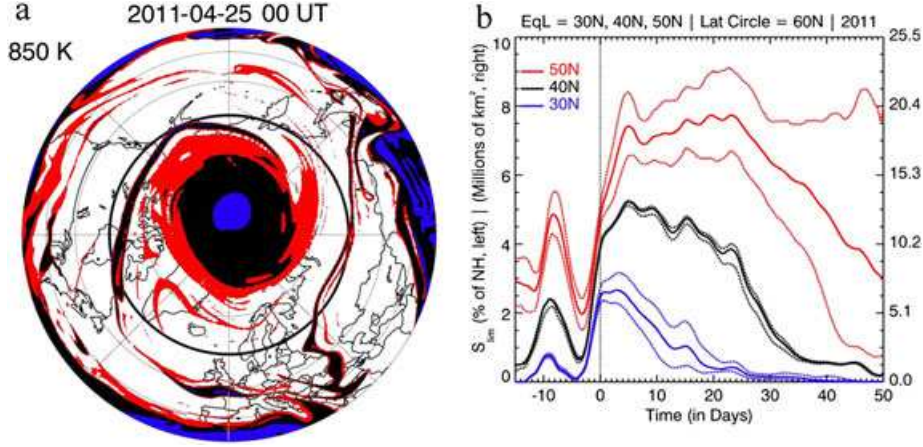 a
2011-04-25 00 UT
850 K
b
EqL = 30N, 40N, 50N | Lat Circle = 60N | 2011
50N
40N
30N
10
8
6
4
2
0
25.5
20.4
15.3
10.2
5.1
0.0
S_lim (% of NH, left) | (Millions of km², right)
-10 0 10 20 30 40 50
Time (in Days)